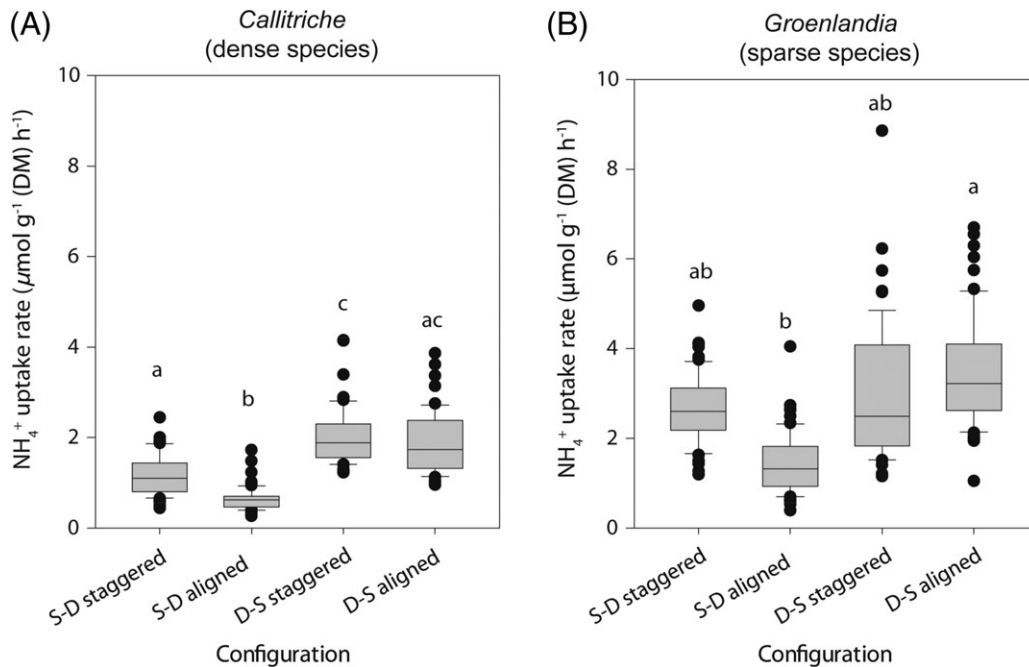 (A)
Callitriche
(dense species)
10
8
6
4
2
0
NH₄⁺ uptake rate (µmol g⁻¹ (DM) h⁻¹)
a
b
c
ac
S-D staggered
S-D aligned
D-S staggered
D-S aligned
Configuration
(B)
Groenlandia
(sparse species)
10
8
6
4
2
0
NH₄⁺ uptake rate (µmol g⁻¹ (DM) h⁻¹)
ab
b
ab
a
S-D staggered
S-D aligned
D-S staggered
D-S aligned
Configuration